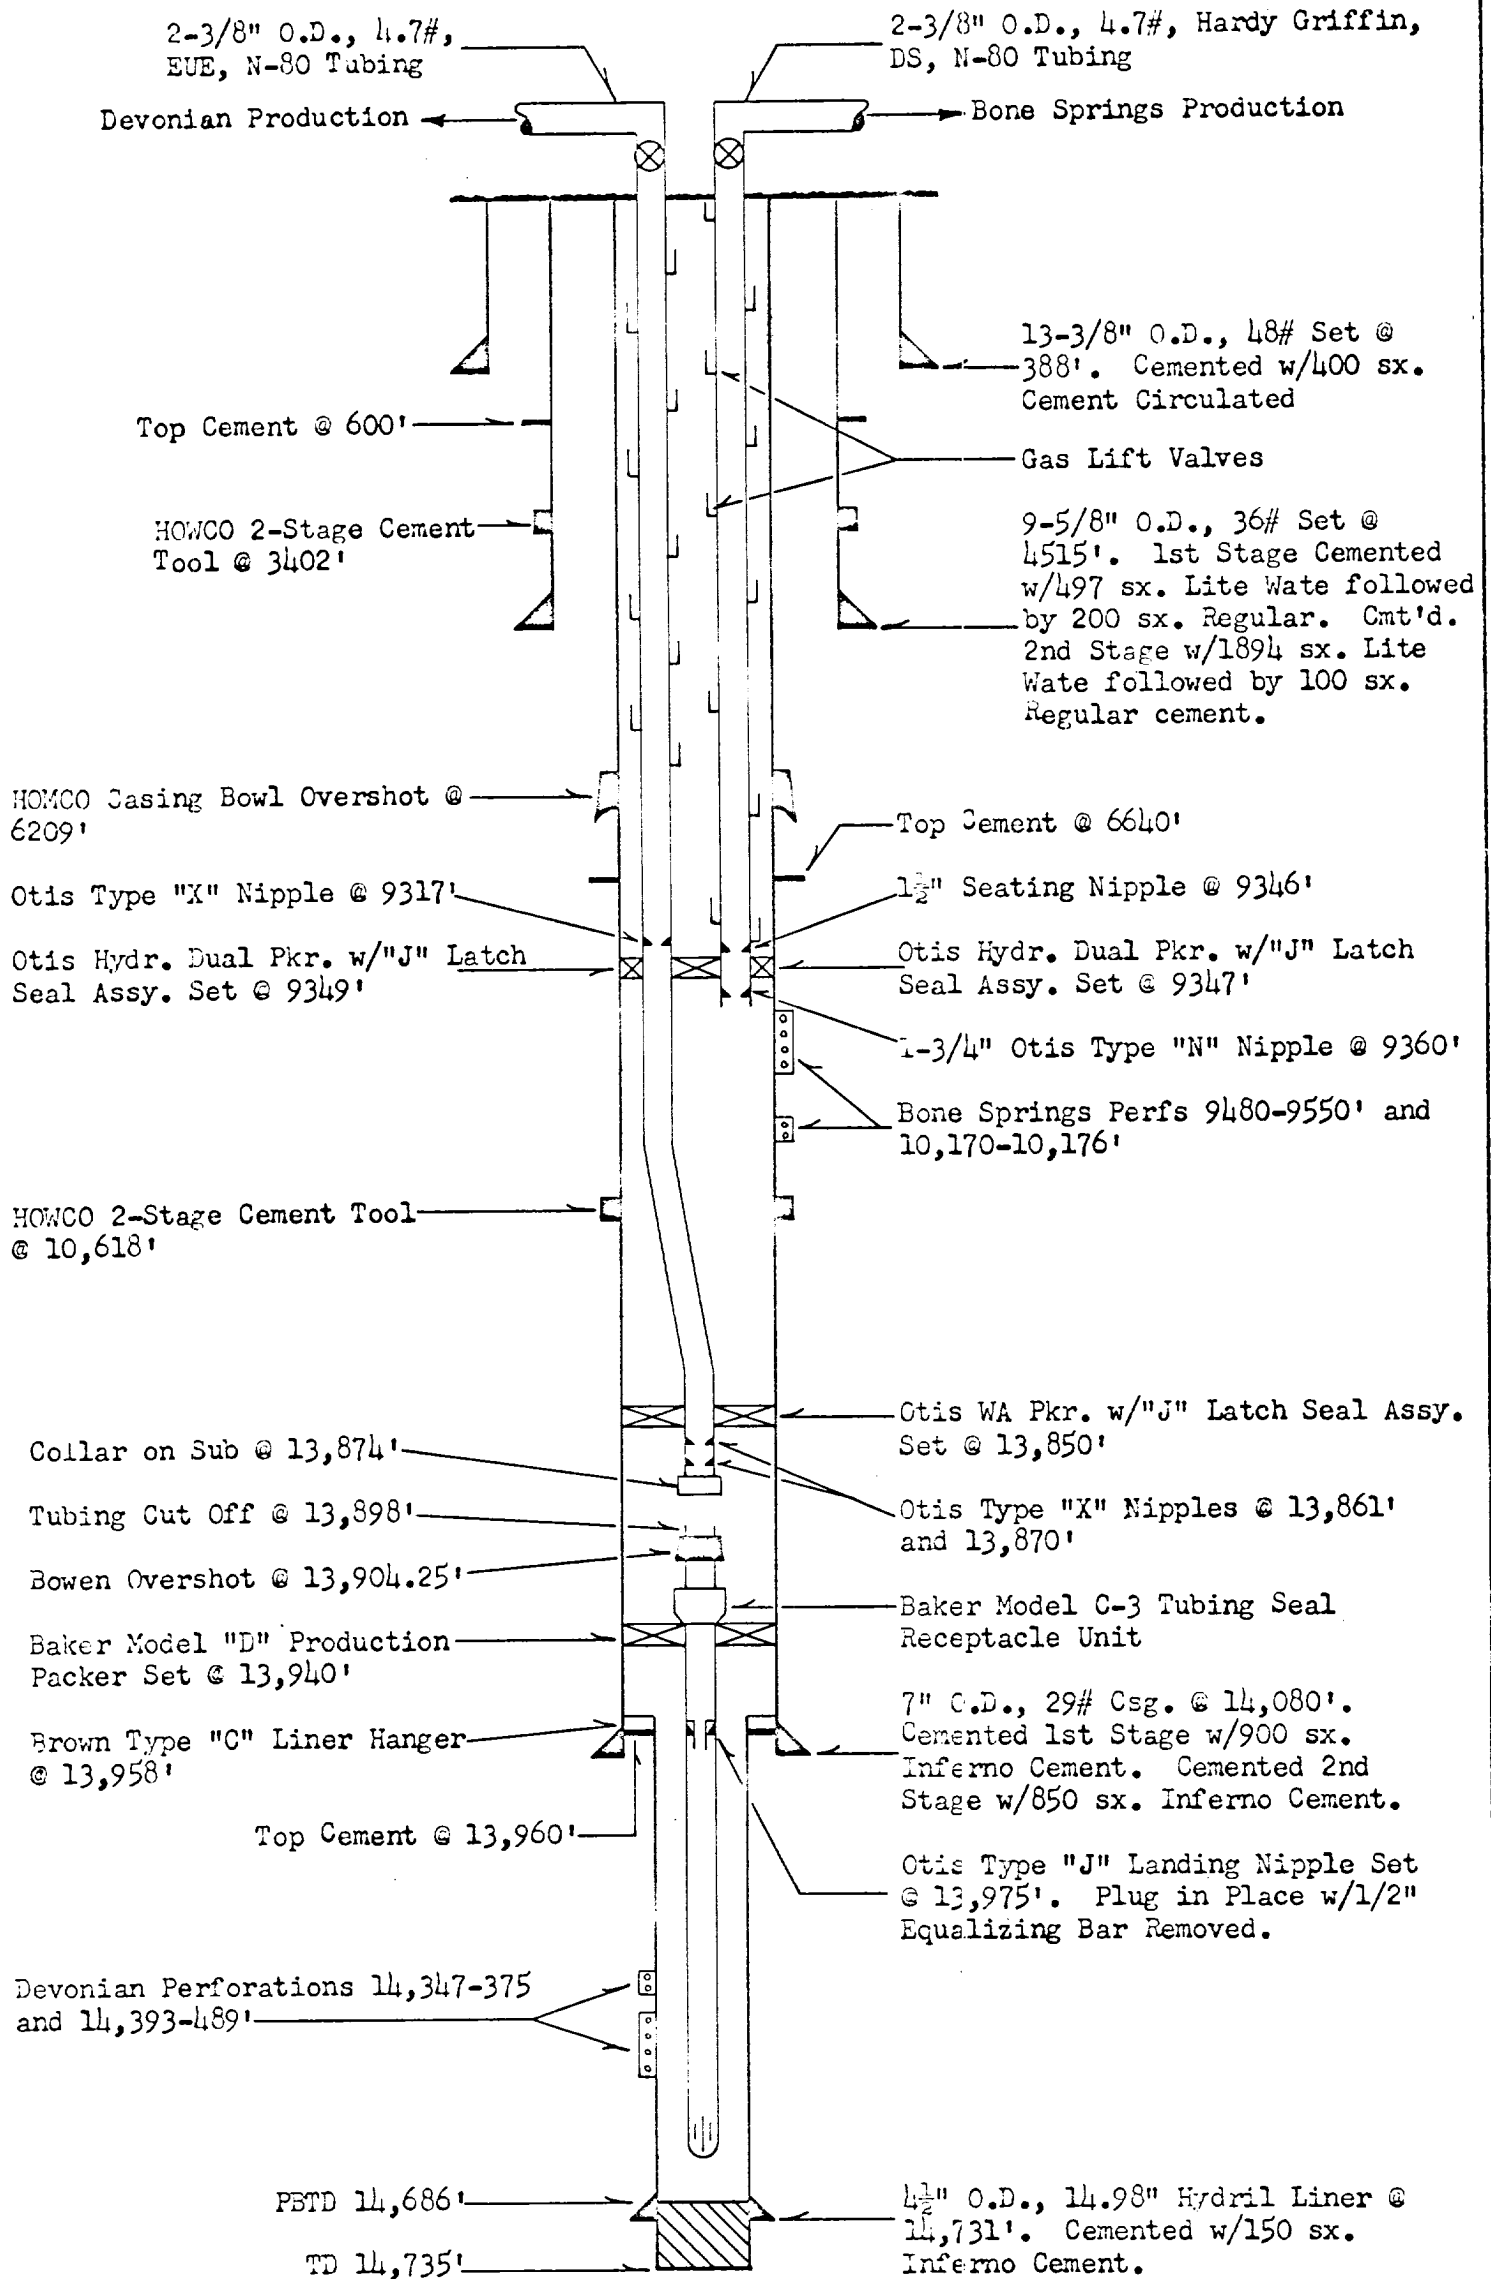 2-3/8" O.D., 4.7#,
EUE, N-80 Tubing
2-3/8" O.D., 4.7#, Hardy Griffin,
DS, N-80 Tubing
Devonian Production
Bone Springs Production
13-3/8" O.D., 48# Set @
388'. Cemented w/400 sx.
Cement Circulated
Top Cement @ 600'
Gas Lift Valves
HOWCO 2-Stage Cement
Tool @ 3402'
9-5/8" O.D., 36# Set @
4515'. 1st Stage Cemented
w/497 sx. Lite Wate followed
by 200 sx. Regular. Cmt'd.
2nd Stage w/1894 sx. Lite
Wate followed by 100 sx.
Regular cement.
HOMCO Casing Bowl Overshot @
6209'
Top Cement @ 6640'
Otis Type "X" Nipple @ 9317'
1½" Seating Nipple @ 9346'
Otis Hydr. Dual Pkr. w/"J" Latch
Seal Assy. Set @ 9349'
Otis Hydr. Dual Pkr. w/"J" Latch
Seal Assy. Set @ 9347'
1-3/4" Otis Type "N" Nipple @ 9360'
Bone Springs Perfs 9480-9550' and
10,170-10,176'
HOWCO 2-Stage Cement Tool
@ 10,618'
Otis WA Pkr. w/"J" Latch Seal Assy.
Set @ 13,850'
Collar on Sub @ 13,874'
Otis Type "X" Nipples @ 13,861'
and 13,870'
Tubing Cut Off @ 13,898'
Bowen Overshot @ 13,904.25'
Baker Model C-3 Tubing Seal
Receptacle Unit
Baker Model "D" Production
Packer Set @ 13,940'
7" O.D., 29# Csg. @ 14,080'.
Cemented 1st Stage w/900 sx.
Inferno Cement. Cemented 2nd
Stage w/850 sx. Inferno Cement.
Brown Type "C" Liner Hanger
@ 13,958'
Top Cement @ 13,960'
Otis Type "J" Landing Nipple Set
@ 13,975'. Plug in Place w/1/2"
Equalizing Bar Removed.
Devonian Perforations 14,347-375
and 14,393-489'
PBTD 14,686'
4½" O.D., 14.98" Hydril Liner @
14,731'. Cemented w/150 sx.
Inferno Cement.
TD 14,735'